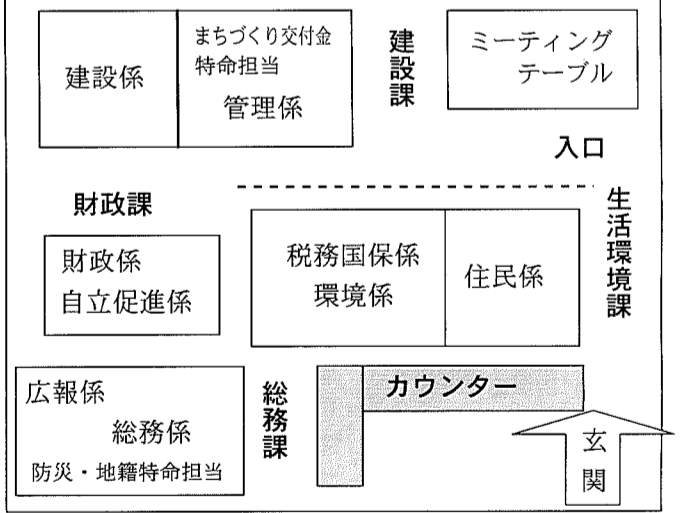 建設係
まちづくり交付金
特命担当
管理係
建設課
ミーティング
テーブル
入口
財政課
生活環境課
財政係
自立促進係
税務国保係
環境係
住民係
広報係
総務係
防災・地籍特命担当
総務課
カウンター
玄関